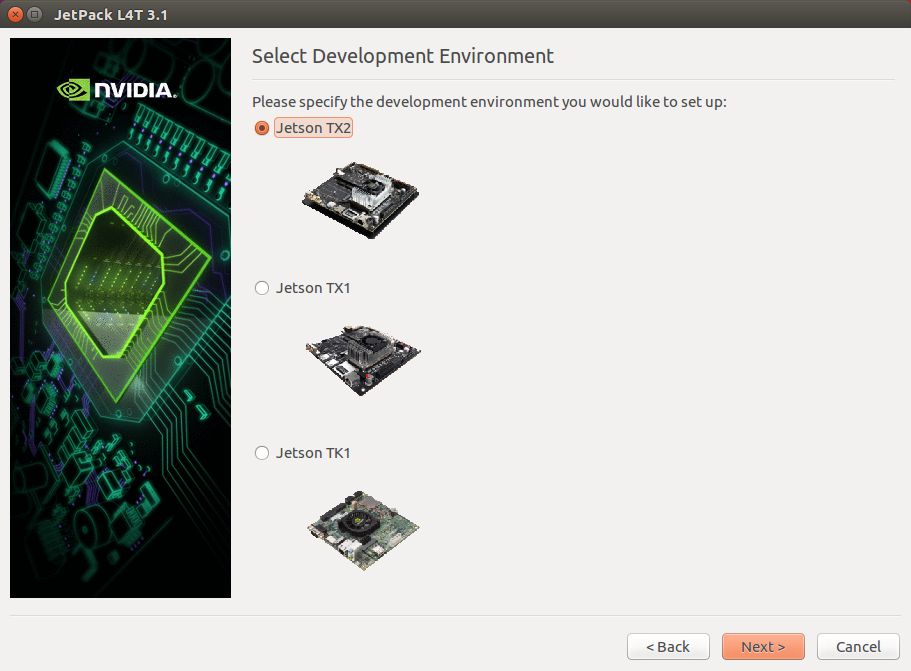 JetPack L4T 3.1
NVIDIA.
Select Development Environment
Please specify the development environment you would like to set up:
Jetson TX2
Jetson TX1
Jetson TK1
< Back
Next >
Cancel